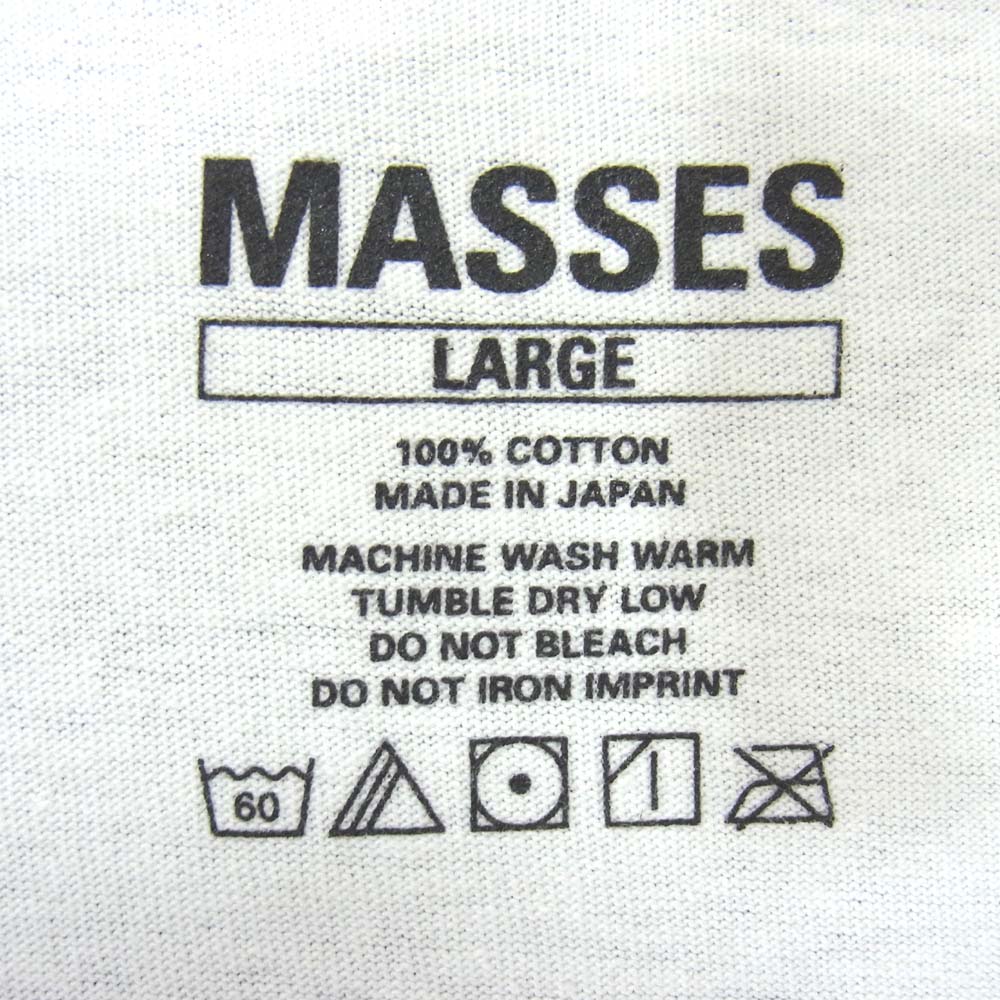 MASSES
LARGE
100% COTTON
MADE IN JAPAN
MACHINE WASH WARM
TUMBLE DRY LOW
DO NOT BLEACH
DO NOT IRON IMPRINT
60